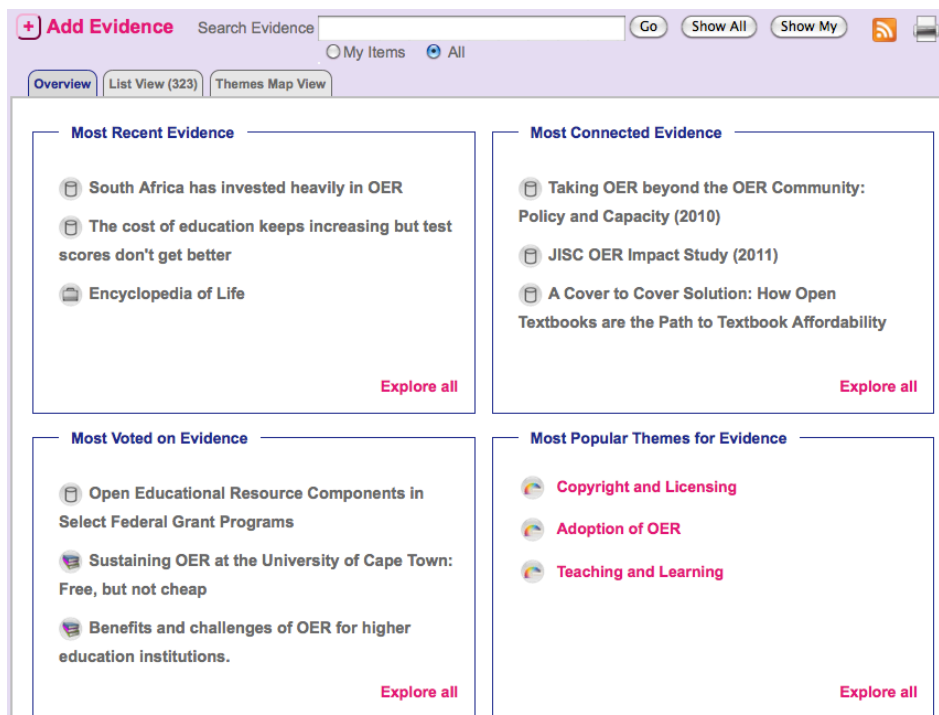 + Add Evidence Search Evidence Go Show All Show My
My Items All
Overview List View (323) Themes Map View
Most Recent Evidence
South Africa has invested heavily in OER
The cost of education keeps increasing but test
scores don't get better
Encyclopedia of Life
Explore all
Most Connected Evidence
Taking OER beyond the OER Community:
Policy and Capacity (2010)
JISC OER Impact Study (2011)
A Cover to Cover Solution: How Open
Textbooks are the Path to Textbook Affordability
Explore all
Most Voted on Evidence
Open Educational Resource Components in
Select Federal Grant Programs
Sustaining OER at the University of Cape Town:
Free, but not cheap
Benefits and challenges of OER for higher
education institutions.
Explore all
Most Popular Themes for Evidence
Copyright and Licensing
Adoption of OER
Teaching and Learning
Explore all